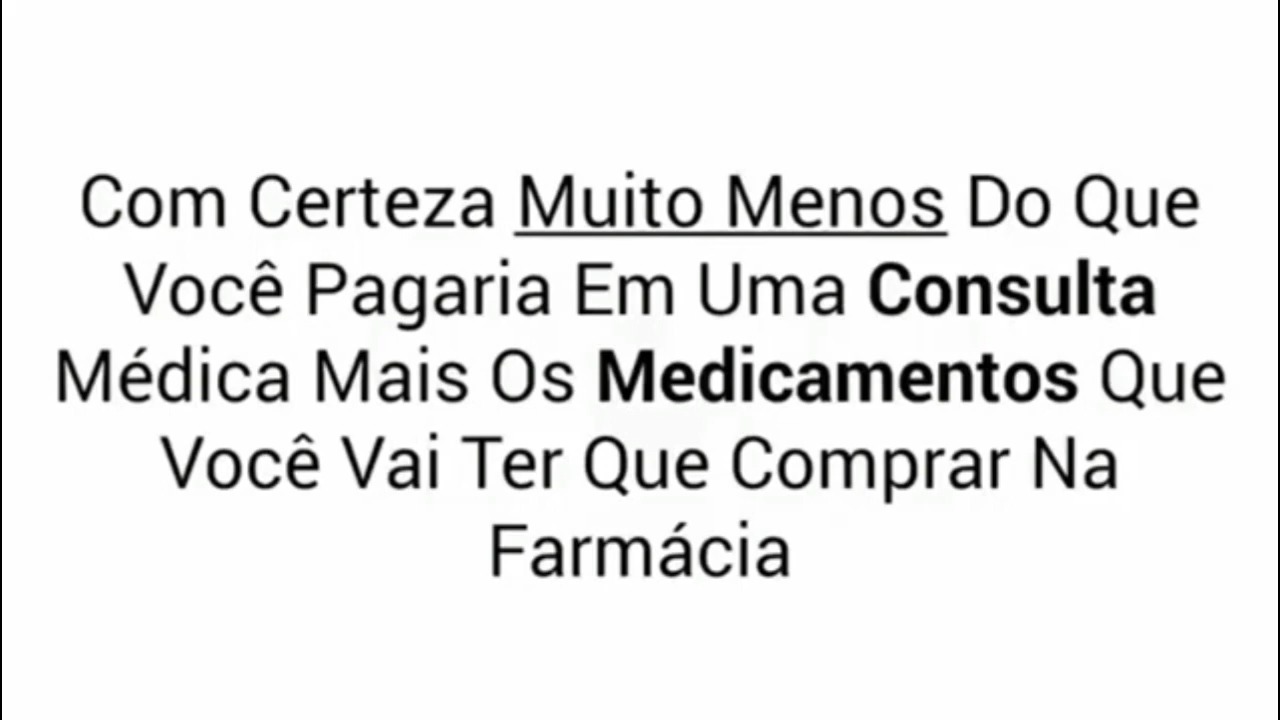 Com Certeza Muito Menos Do Que
Você Pagaria Em Uma Consulta
Médica Mais Os Medicamentos Que
Você Vai Ter Que Comprar Na
Farmácia